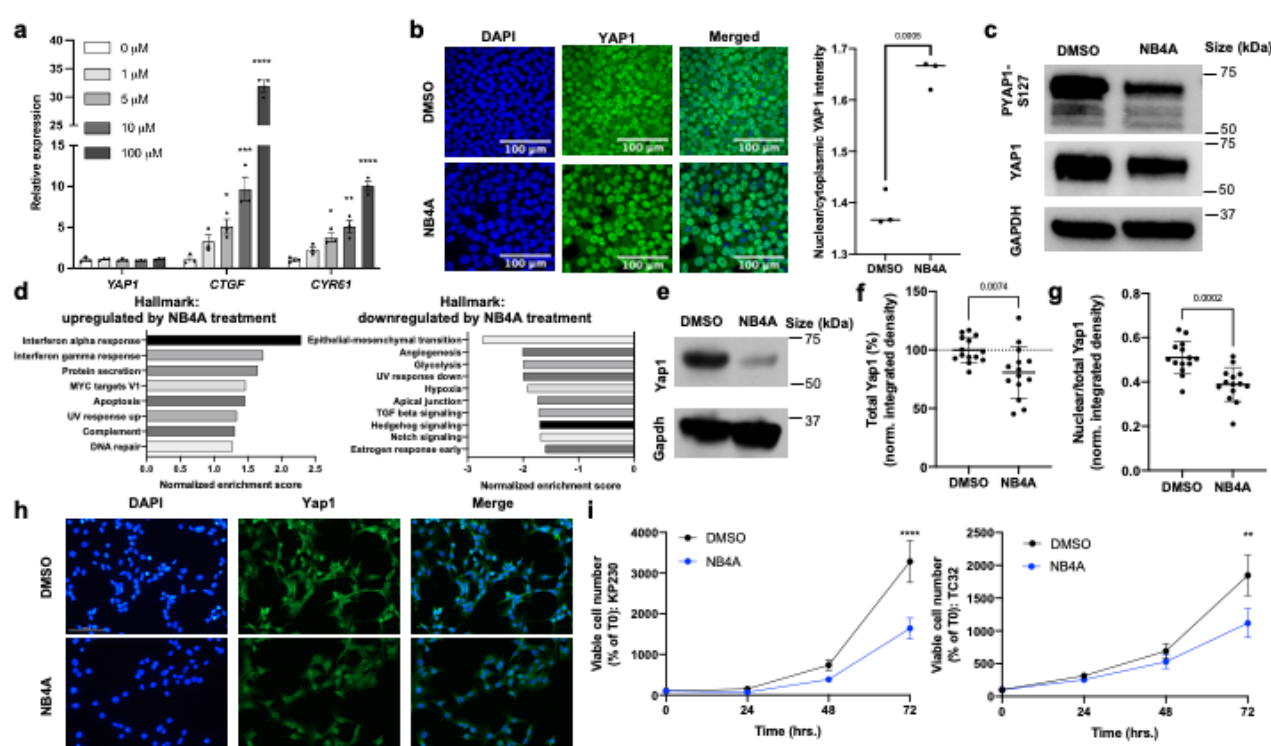 a
Relative expression
40
35
30
25
15
10
5
0
0 μM
1 μM
5 μM
10 μM
100 μM
*
***
****
*
**
****
YAP1 CTGF CYR61
b
DAPI YAP1 Merged
DMSO
100 μm 100 μm 100 μm
NB4A
100 μm 100 μm 100 μm
Nuclear/cytoplasmic YAP1 intensity
0.0005
1.7
1.6
1.5
1.4
1.3
DMSO NB4A
c
DMSO NB4A Size (kDa)
PYAP1-
S127
75
50
YAP1
75
50
GAPDH
37
d
Hallmark:
upregulated by NB4A treatment
Interferon alpha response
Interferon gamma response
Protein secretion
MYC targets V1
Apoptosis
UV response up
Complement
DNA repair
0.0 0.5 1.0 1.5 2.0 2.5
Normalized enrichment score
Hallmark:
downregulated by NB4A treatment
Epithelial-mesenchymal transition
Angiogenesis
Glycolysis
UV response down
Hypoxia
Apical junction
TGF beta signaling
Hedgehog signaling
Notch signaling
Estrogen response early
-3 -2 -1 0
Normalized enrichment score
e
DMSO NB4A Size (kDa)
Yap1
75
50
Gapdh
37
f
Total Yap1 (%)
(norm. integrated density)
0.0074
150
100
50
0
DMSO NB4A
g
Nuclear/total Yap1
(norm. integrated density)
0.0002
0.8
0.6
0.4
0.2
0.0
DMSO NB4A
h
DAPI Yap1 Merge
DMSO
NB4A
i
Viable cell number
(% of T0): KP230
DMSO
NB4A
****
4000
3000
2000
1000
0
0 24 48 72
Time (hrs.)
Viable cell number
(% of T0): TC32
DMSO
NB4A
**
2500
2000
1500
1000
500
0
0 24 48 72
Time (hrs.)